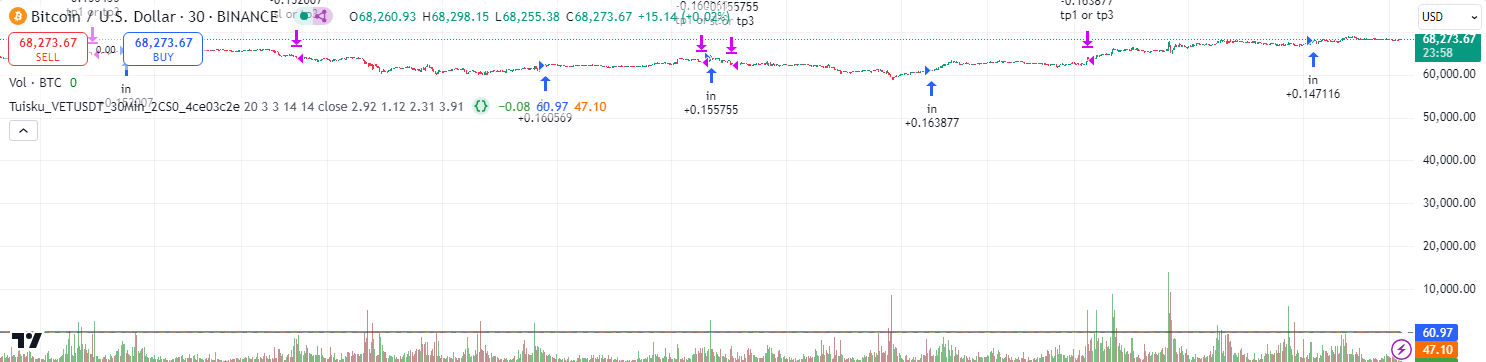 -0.163877
tp1 or tp3
Bitcoin / U.S. Dollar · 30 · BINANCE
O68,260.93 H68,298.15 L68,255.38 C68,273.67 +15.14 (+0.02%)
USD
68,273.67
SELL
0.00
68,273.67
BUY
Vol · BTC 0
in
+0.152007
Tuisku_VETUSDT_30Min_2CS0_4ce03c2e 20 3 3 14 14 close 2.92 1.12 2.31 3.91 −0.08 60.97 47.10
+0.160569
in
+0.155755
in
+0.163877
in
+0.147116
68,273.67
23:58
60,000.00
50,000.00
40,000.00
30,000.00
20,000.00
10,000.00
60.97
47.10